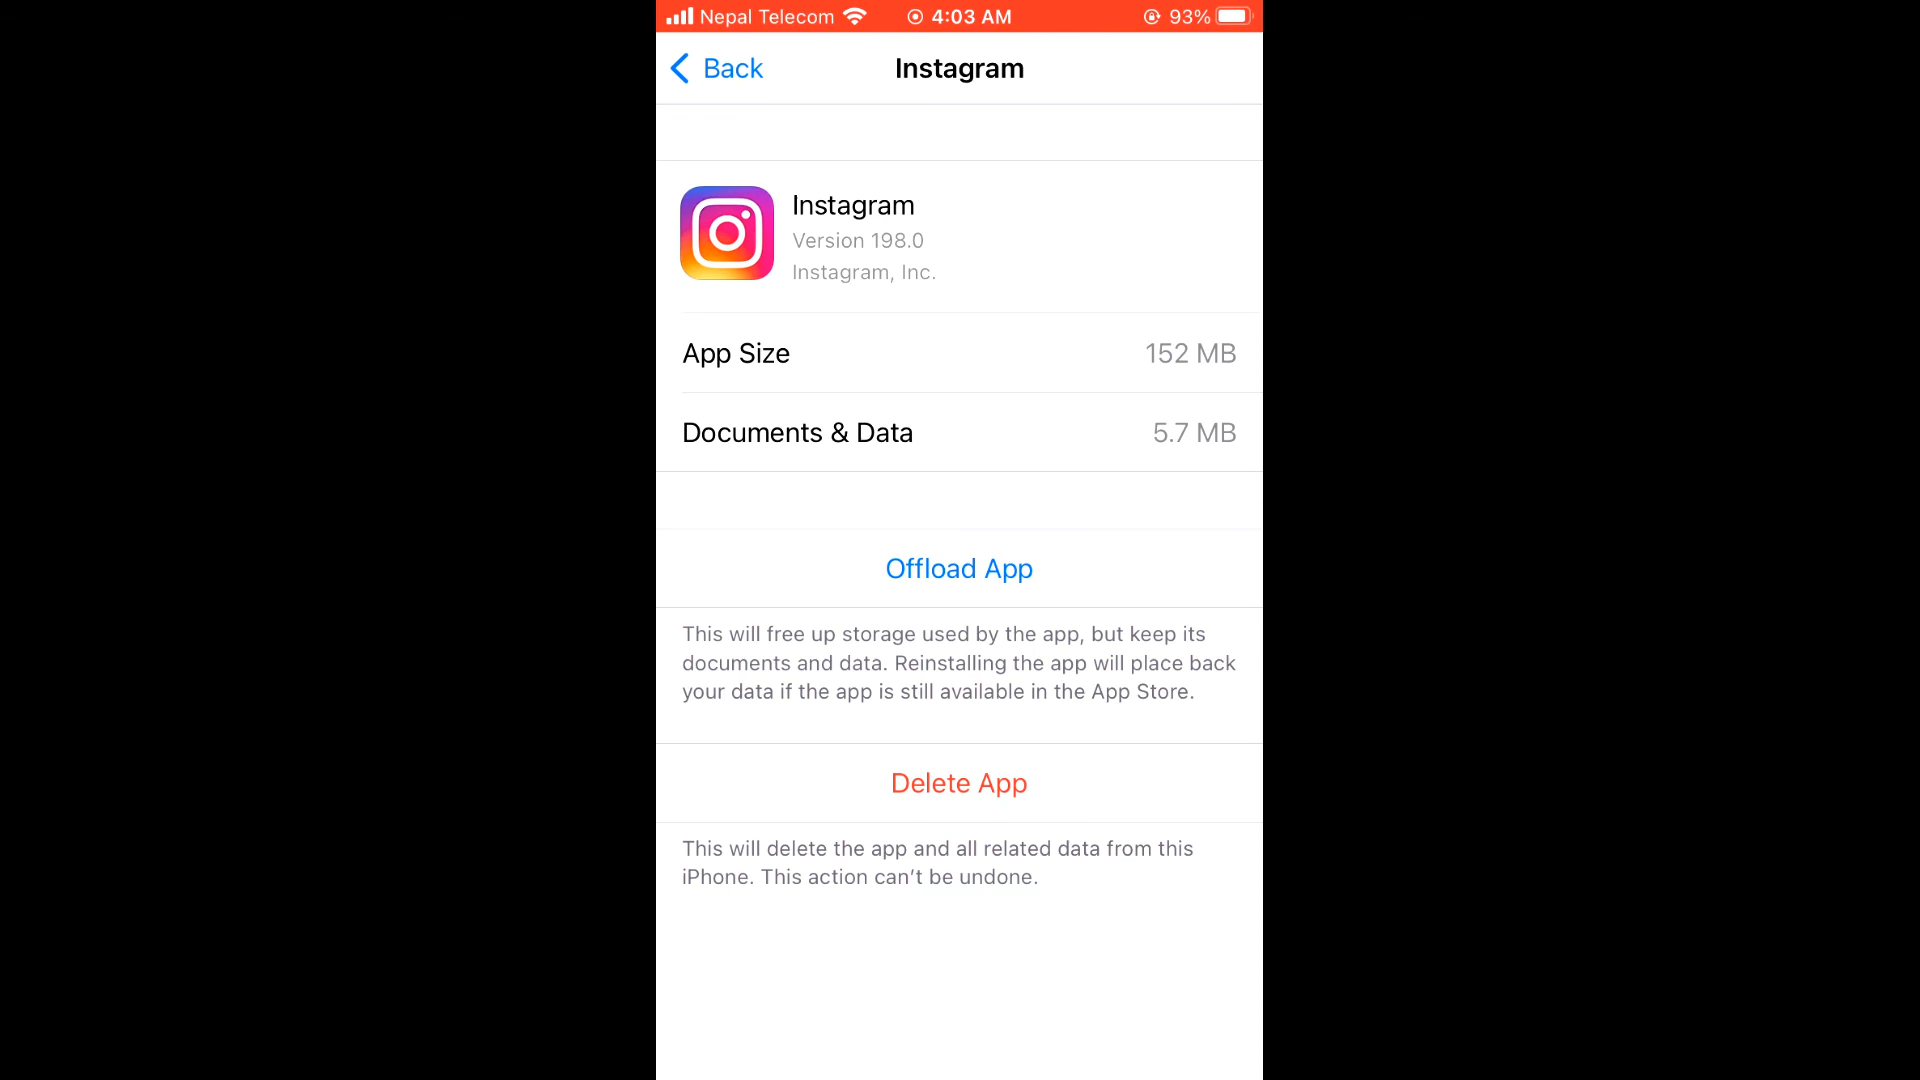 Nepal Telecom 4:03 AM 93%
Back Instagram
Instagram
Version 198.0
Instagram, Inc.
App Size 152 MB
Documents & Data 5.7 MB
Offload App
This will free up storage used by the app, but keep its
documents and data. Reinstalling the app will place back
your data if the app is still available in the App Store.
Delete App
This will delete the app and all related data from this
iPhone. This action can’t be undone.